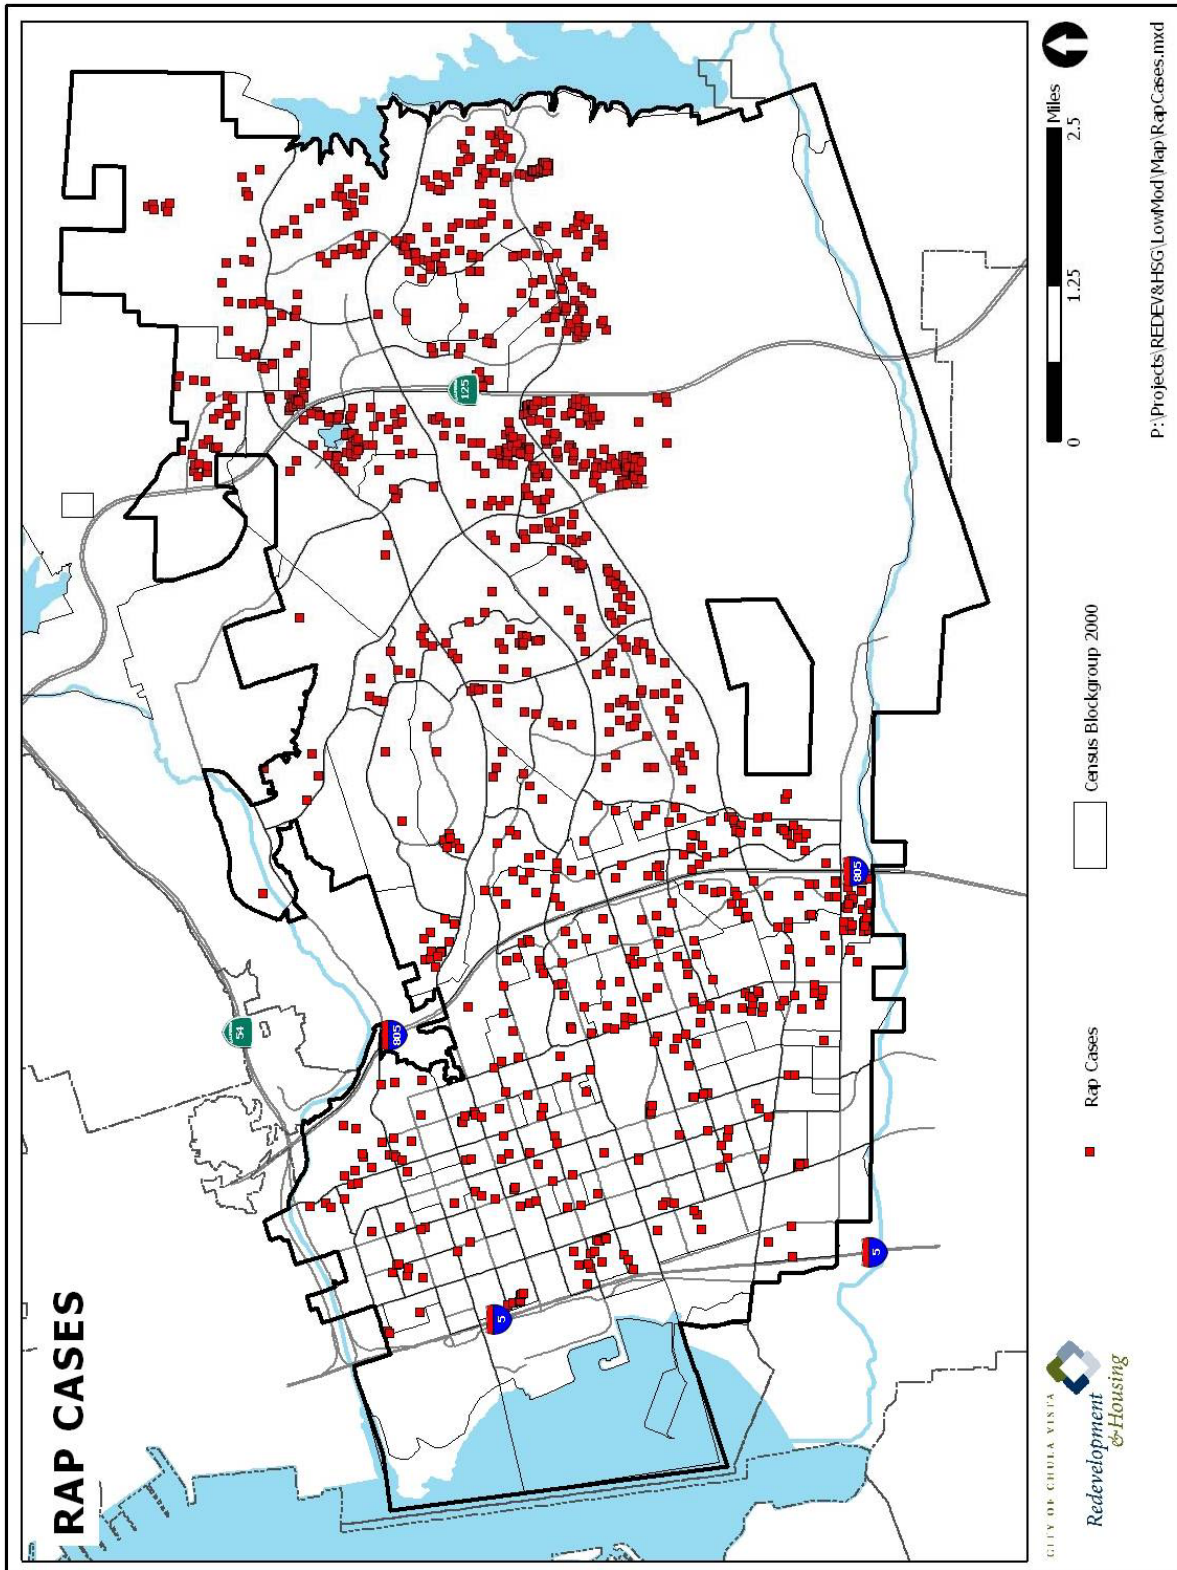 RAP CASES
54
805
125
5
805
5
CITY OF CHULA VISTA
Redevelopment
& Housing
Rap Cases
Census Blockgroup 2000
0 1.25 2.5 Miles
P:\Projects\REDEV&HSG\LowMod\Map\RapCases.mxd